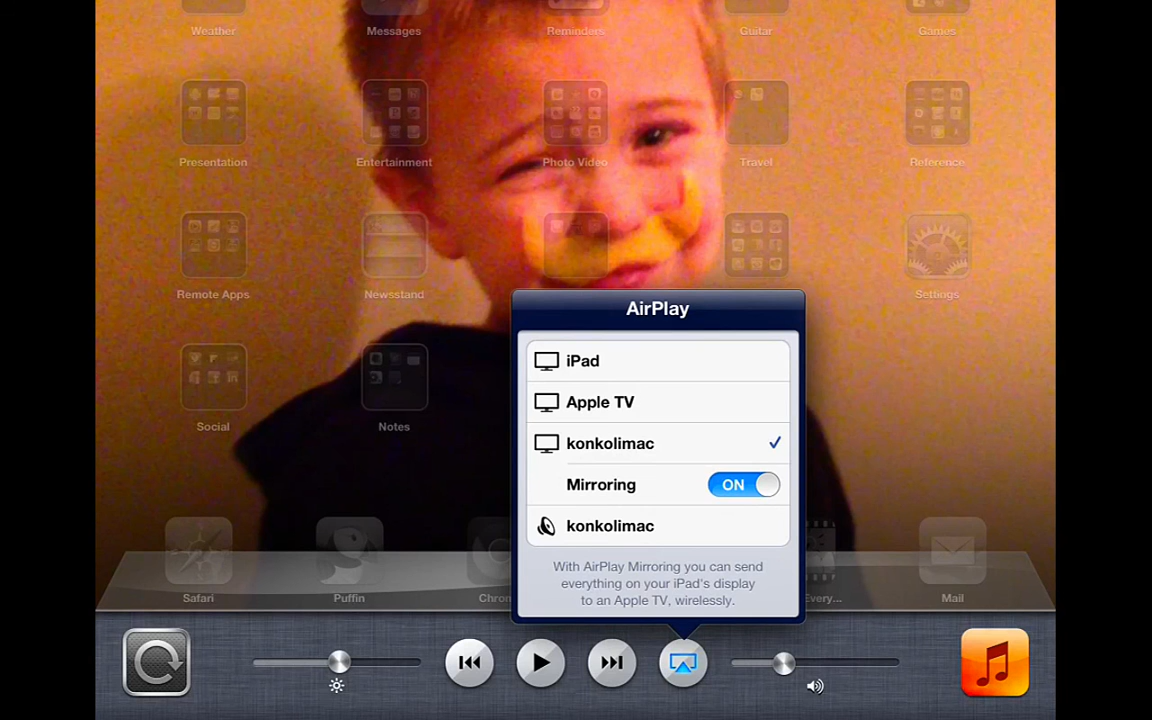 Weather Messages Reminders Guitar Games
Presentation Entertainment Photo Video Travel Reference
Remote Apps Newsstand Settings
AirPlay
iPad
Apple TV
konkolimac
Mirroring ON
konkolimac
With AirPlay Mirroring you can send
everything on your iPad's display
to an Apple TV, wirelessly.
Social Notes
Safari Puffin Chro Every... Mail